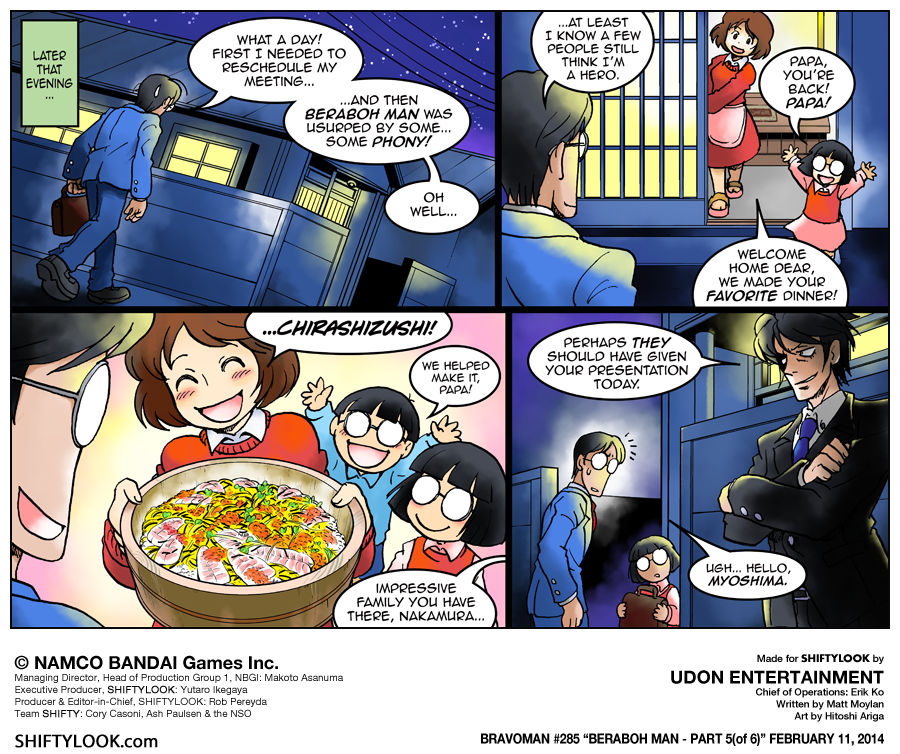 LATER
THAT
EVENING
...
WHAT A DAY!
FIRST I NEEDED TO
RESCHEDULE MY
MEETING...
...AND THEN
BERABOH MAN WAS
USURPED BY SOME...
SOME PHONY!
OH
WELL...
...AT LEAST
I KNOW A FEW
PEOPLE STILL
THINK I'M
A HERO.
PAPA,
YOU'RE
BACK!
PAPA!
WELCOME
HOME DEAR,
WE MADE YOUR
FAVORITE DINNER!
...CHIRASHIZUSHI!
WE HELPED
MAKE IT,
PAPA!
IMPRESSIVE
FAMILY YOU HAVE
THERE, NAKAMURA...
PERHAPS THEY
SHOULD HAVE GIVEN
YOUR PRESENTATION
TODAY.
UGH... HELLO,
MYOSHIMA.
© NAMCO BANDAI Games Inc.
Managing Director, Head of Production Group 1, NBGI: Makoto Asanuma
Executive Producer, SHIFTYLOOK: Yutaro Ikegaya
Producer & Editor-in-Chief, SHIFTYLOOK: Rob Pereyda
Team SHIFTY: Cory Casoni, Ash Paulsen & the NSO
SHIFTYLOOK.com
Made for SHIFTYLOOK by
UDON ENTERTAINMENT
Chief of Operations: Erik Ko
Written by Matt Moylan
Art by Hitoshi Ariga
BRAVOMAN #285 “BERABOH MAN - PART 5(of 6)” FEBRUARY 11, 2014